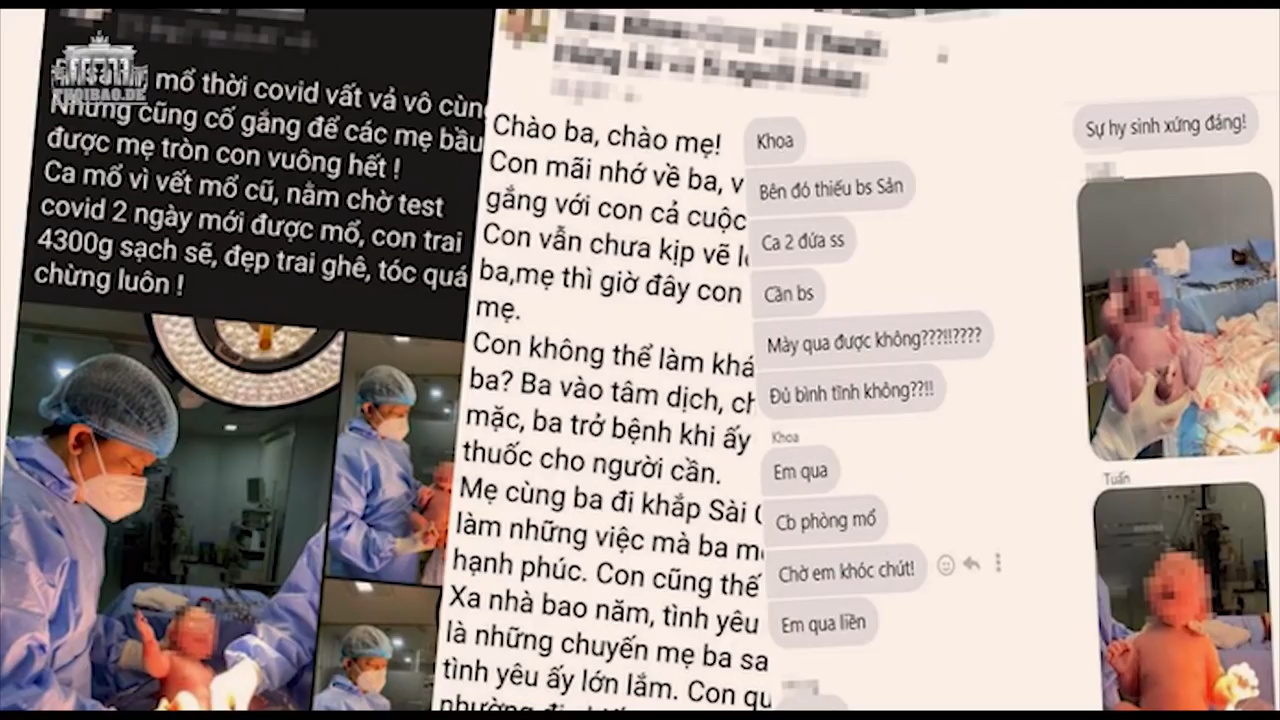 THOIBAO.DE
mổ thời covid vất vả vô cùng
Nhưng cũng cố gắng để các mẹ bầu
được mẹ tròn con vuông hết !
Ca mổ vì vết mổ cũ, nằm chờ test
covid 2 ngày mới được mổ, con trai
4300g sạch sẽ, đẹp trai ghê, tóc quá
chừng luôn !
Chào ba, chào mẹ!
Con mãi nhớ về ba, v
gắng với con cả cuộc
Con vẫn chưa kịp vẽ l
ba,mẹ thì giờ đây con
mẹ.
Con không thể làm khá
ba? Ba vào tâm dịch, ch
mặc, ba trở bệnh khi ấy
thuốc cho người cần.
Mẹ cùng ba đi khắp Sài
làm những việc mà ba m
hạnh phúc. Con cũng thế
Xa nhà bao năm, tình yêu
là những chuyến mẹ ba sa
tình yêu ấy lớn lắm. Con qu
Khoa
Bên đó thiếu bs Sản
Ca 2 đứa ss
Cần bs
Mày qua được không???!!????
Đủ bình tĩnh không??!!
Khoa
Em qua
Cb phòng mổ
Chờ em khóc chút!
Em qua liền
Sự hy sinh xứng đáng!
Tuấn